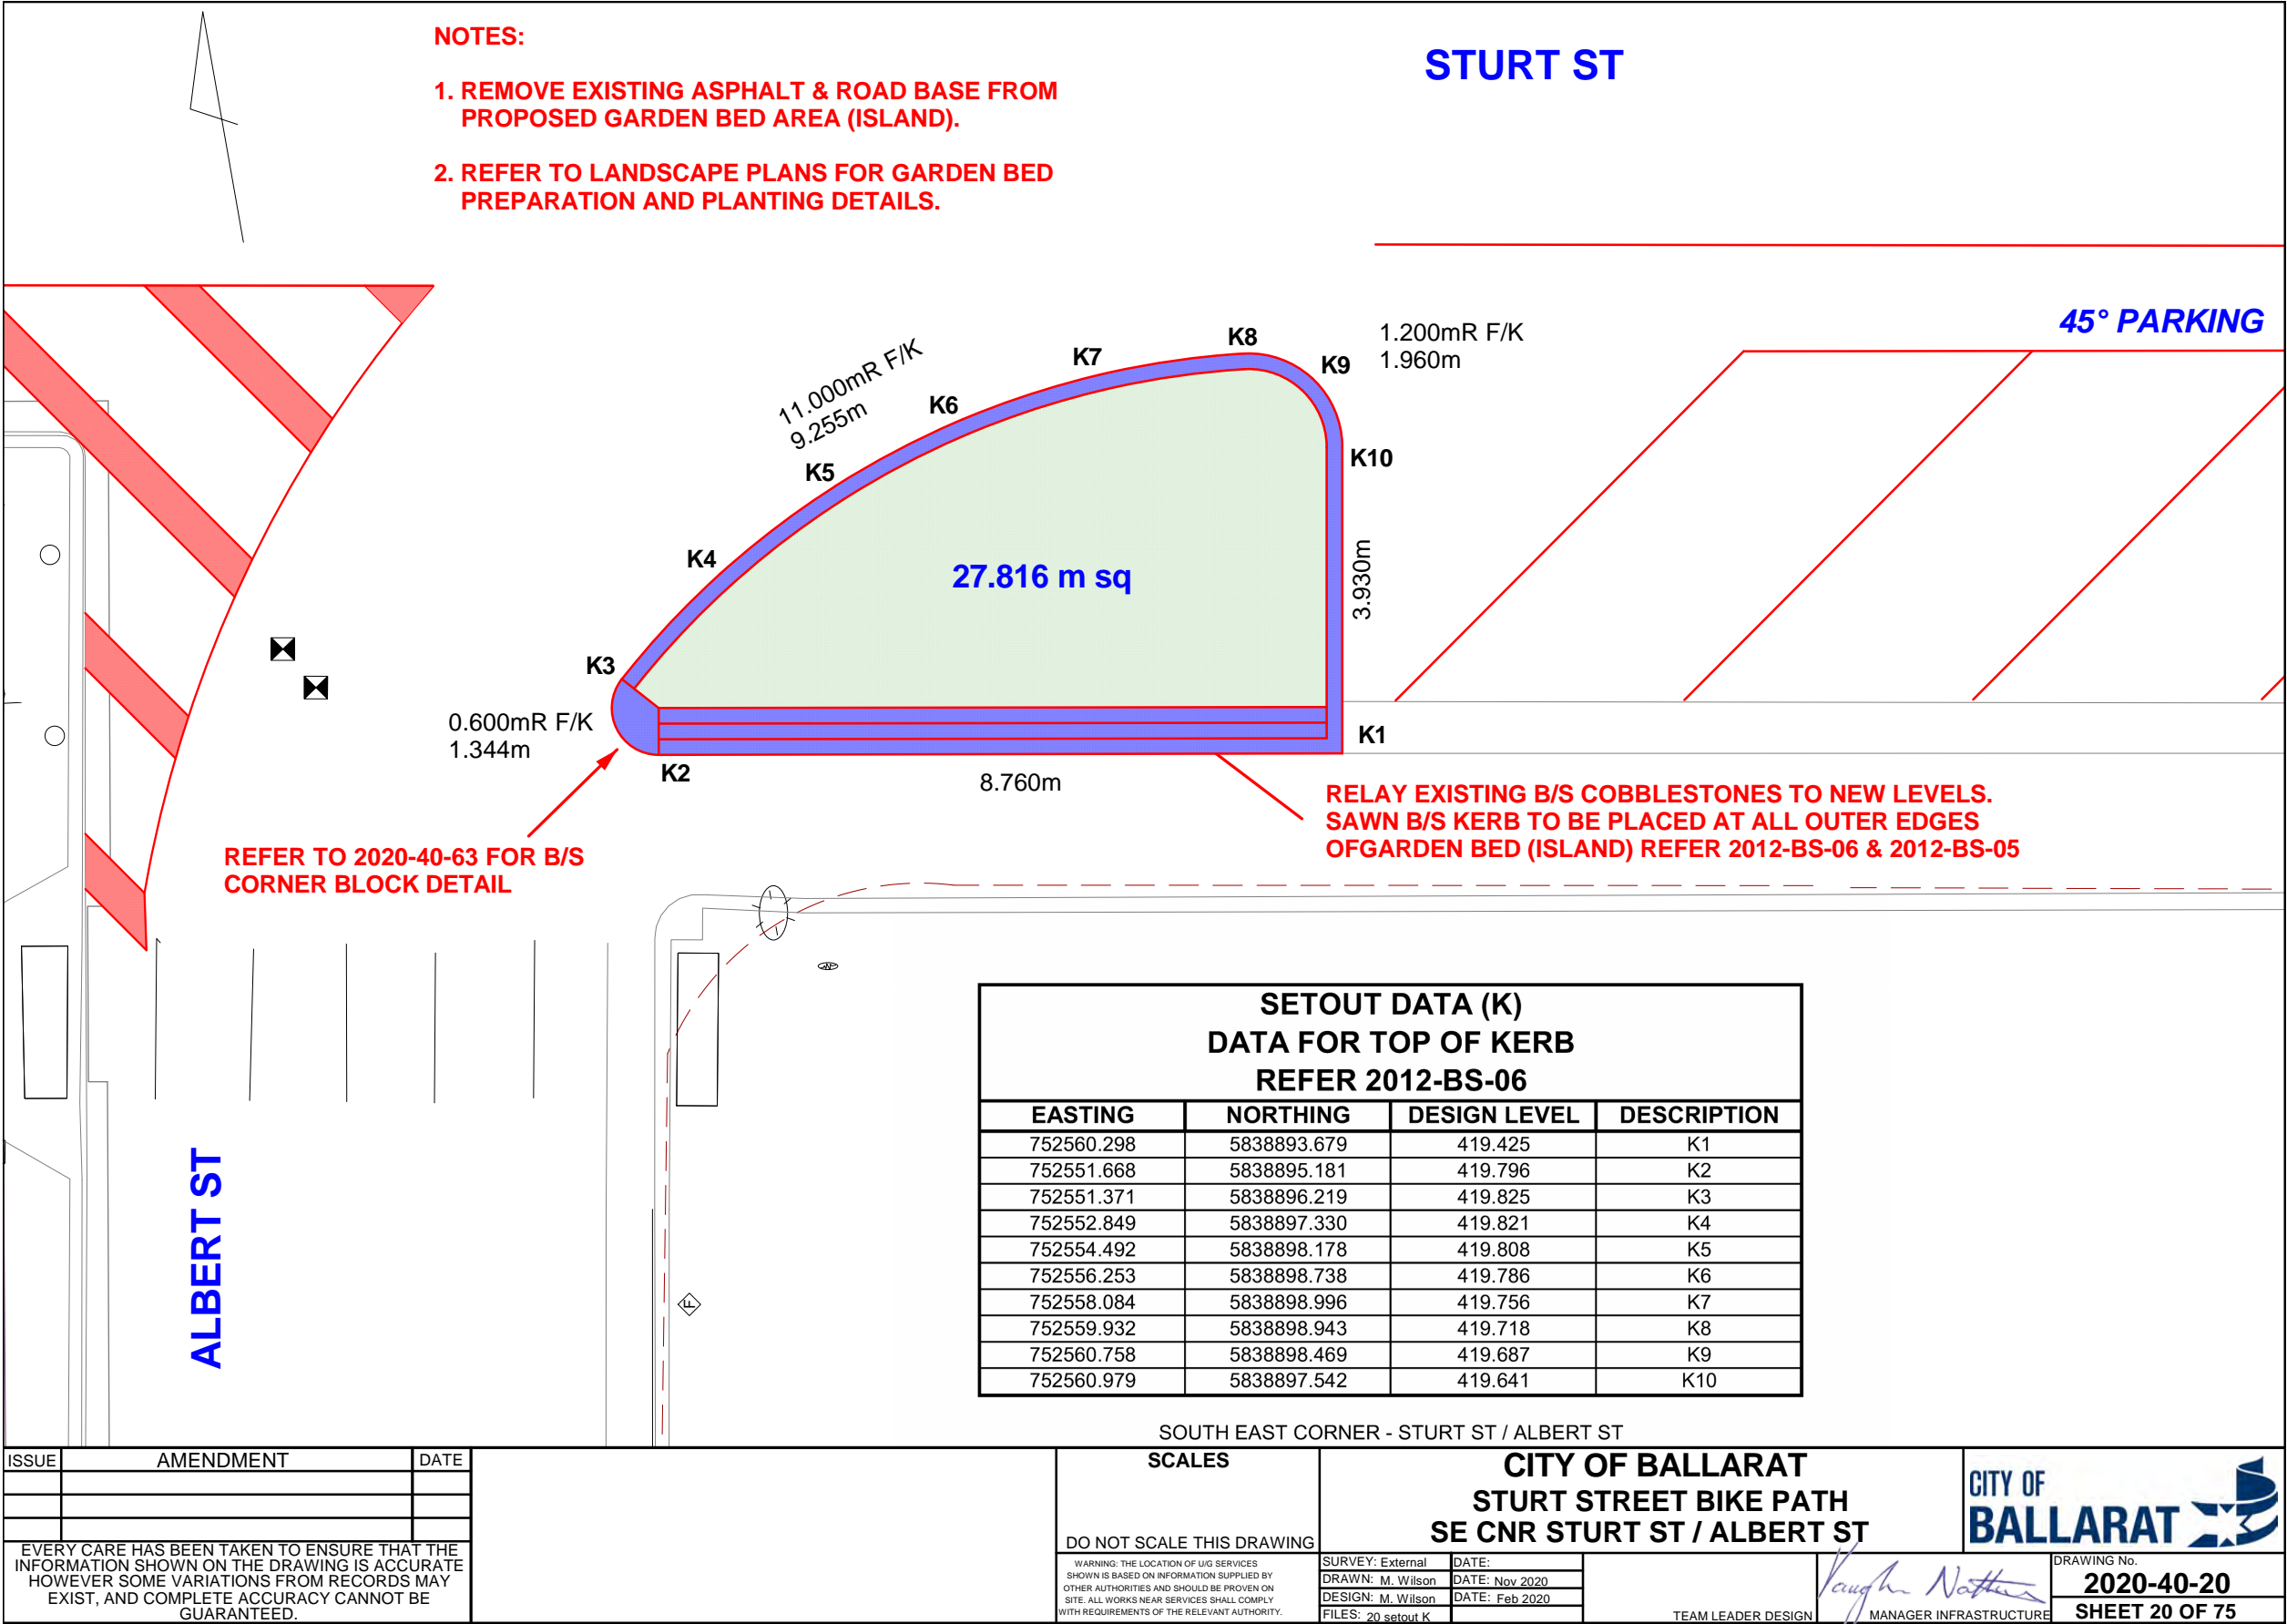 NOTES:
1. REMOVE EXISTING ASPHALT & ROAD BASE FROM
PROPOSED GARDEN BED AREA (ISLAND).
2. REFER TO LANDSCAPE PLANS FOR GARDEN BED
PREPARATION AND PLANTING DETAILS.
STURT ST
45° PARKING
11.000mR F/K
9.255m
1.200mR F/K
1.960m
K8
K7
K9
K6
K10
K5
K4
3.930m
27.816 m sq
K3
0.600mR F/K
1.344m
K1
K2
8.760m
RELAY EXISTING B/S COBBLESTONES TO NEW LEVELS.
SAWN B/S KERB TO BE PLACED AT ALL OUTER EDGES
OFGARDEN BED (ISLAND) REFER 2012-BS-06 & 2012-BS-05
REFER TO 2020-40-63 FOR B/S
CORNER BLOCK DETAIL
ALBERT ST
F
SETOUT DATA (K)
DATA FOR TOP OF KERB
REFER 2012-BS-06
EASTING NORTHING DESIGN LEVEL DESCRIPTION
752560.298 5838893.679 419.425 K1
752551.668 5838895.181 419.796 K2
752551.371 5838896.219 419.825 K3
752552.849 5838897.330 419.821 K4
752554.492 5838898.178 419.808 K5
752556.253 5838898.738 419.786 K6
752558.084 5838898.996 419.756 K7
752559.932 5838898.943 419.718 K8
752560.758 5838898.469 419.687 K9
752560.979 5838897.542 419.641 K10
SOUTH EAST CORNER - STURT ST / ALBERT ST
ISSUE AMENDMENT DATE
EVERY CARE HAS BEEN TAKEN TO ENSURE THAT THE
INFORMATION SHOWN ON THE DRAWING IS ACCURATE
HOWEVER SOME VARIATIONS FROM RECORDS MAY
EXIST, AND COMPLETE ACCURACY CANNOT BE
GUARANTEED.
SCALES
DO NOT SCALE THIS DRAWING
WARNING: THE LOCATION OF U/G SERVICES
SHOWN IS BASED ON INFORMATION SUPPLIED BY
OTHER AUTHORITIES AND SHOULD BE PROVEN ON
SITE. ALL WORKS NEAR SERVICES SHALL COMPLY
WITH REQUIREMENTS OF THE RELEVANT AUTHORITY.
CITY OF BALLARAT
STURT STREET BIKE PATH
SE CNR STURT ST / ALBERT ST
SURVEY: External DATE:
DRAWN: M. Wilson DATE: Nov 2020
DESIGN: M. Wilson DATE: Feb 2020
FILES: 20 setout K
TEAM LEADER DESIGN
MANAGER INFRASTRUCTURE
CITY OF
BALLARAT
DRAWING No.
2020-40-20
SHEET 20 OF 75